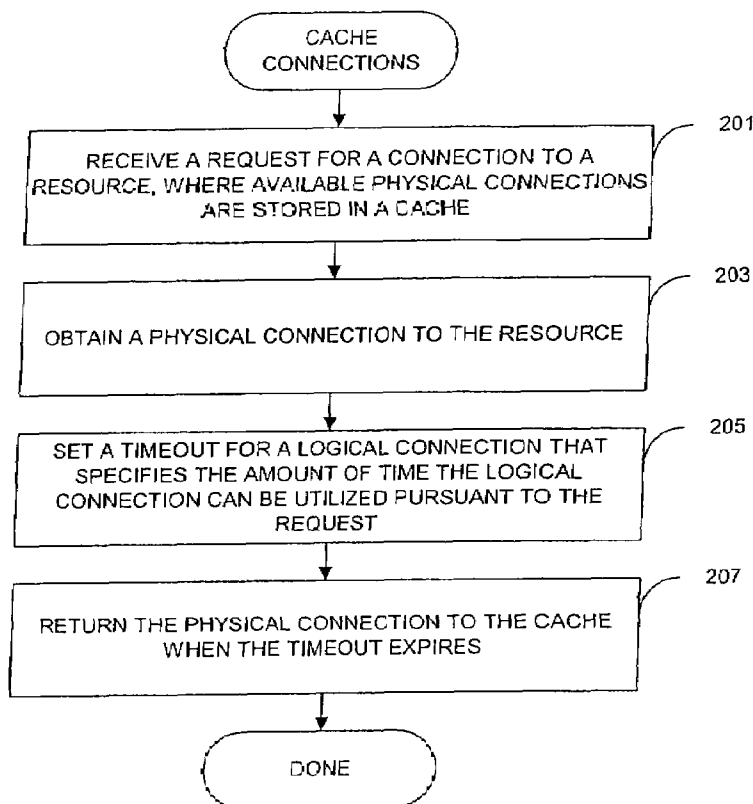 CACHE
CONNECTIONS
201
RECEIVE A REQUEST FOR A CONNECTION TO A
RESOURCE, WHERE AVAILABLE PHYSICAL CONNECTIONS
ARE STORED IN A CACHE
203
OBTAIN A PHYSICAL CONNECTION TO THE RESOURCE
205
SET A TIMEOUT FOR A LOGICAL CONNECTION THAT
SPECIFIES THE AMOUNT OF TIME THE LOGICAL
CONNECTION CAN BE UTILIZED PURSUANT TO THE
REQUEST
207
RETURN THE PHYSICAL CONNECTION TO THE CACHE
WHEN THE TIMEOUT EXPIRES
DONE